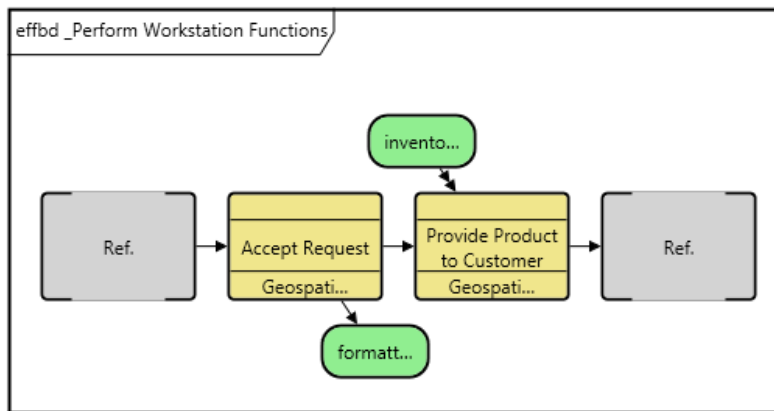 effbd _Perform Workstation Functions
invento...
Ref.
Accept Request
Geospati...
Provide Product
to Customer
Geospati...
Ref.
formatt...